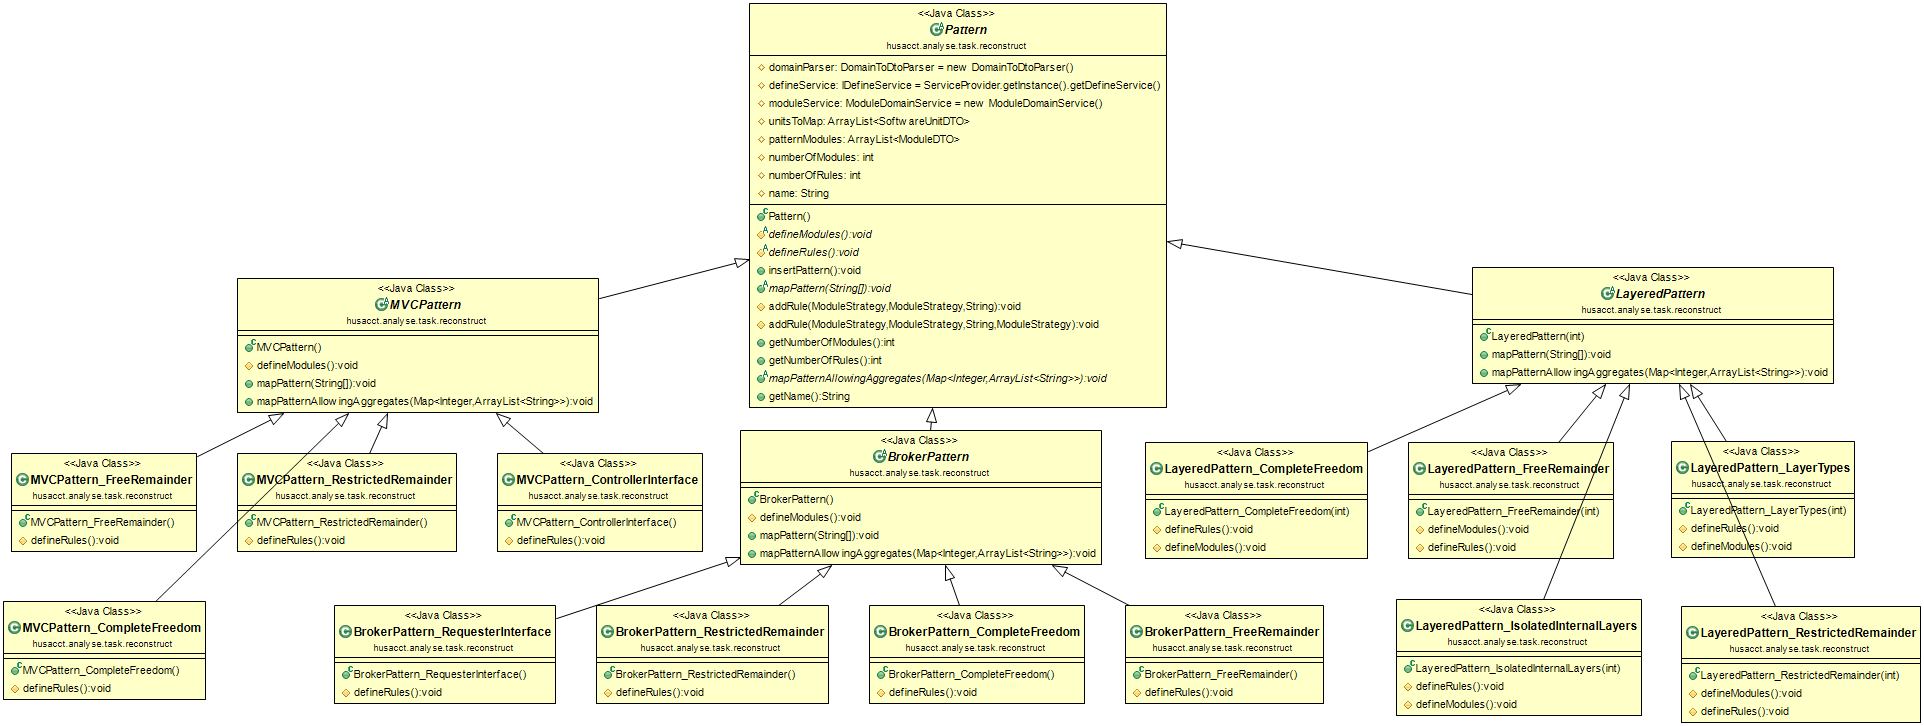 <<Java Class>>
Pattern
husacct.analyse.task.reconstruct
domainParser: DomainToDtoParser = new DomainToDtoParser()
defineService: IDefineService = ServiceProvider.getInstance().getDefineService()
moduleService: ModuleDomainService = new ModuleDomainService()
unitsToMap: ArrayList<SoftwareUnitDTO>
patternModules: ArrayList<ModuleDTO>
numberOfModules: int
numberOfRules: int
name: String
Pattern()
defineModules():void
defineRules():void
insertPattern():void
mapPattern(String[]):void
addRule(ModuleStrategy,ModuleStrategy,String):void
addRule(ModuleStrategy,ModuleStrategy,String,ModuleStrategy):void
getNumberOfModules():int
getNumberOfRules():int
mapPatternAllowingAggregates(Map<Integer,ArrayList<String>>):void
getName():String
<<Java Class>>
MVCPattern
husacct.analyse.task.reconstruct
MVCPattern()
defineModules():void
mapPattern(String[]):void
mapPatternAllowingAggregates(Map<Integer,ArrayList<String>>):void
<<Java Class>>
LayeredPattern
husacct.analyse.task.reconstruct
LayeredPattern(int)
mapPattern(String[]):void
mapPatternAllowingAggregates(Map<Integer,ArrayList<String>>):void
<<Java Class>>
BrokerPattern
husacct.analyse.task.reconstruct
BrokerPattern()
defineModules():void
mapPattern(String[]):void
mapPatternAllowingAggregates(Map<Integer,ArrayList<String>>):void
<<Java Class>>
MVCPattern_FreeRemainder
husacct.analyse.task.reconstruct
MVCPattern_FreeRemainder()
defineRules():void
<<Java Class>>
MVCPattern_RestrictedRemainder
husacct.analyse.task.reconstruct
MVCPattern_RestrictedRemainder()
defineRules():void
<<Java Class>>
MVCPattern_ControllerInterface
husacct.analyse.task.reconstruct
MVCPattern_ControllerInterface()
defineRules():void
<<Java Class>>
LayeredPattern_CompleteFreedom
husacct.analyse.task.reconstruct
LayeredPattern_CompleteFreedom(int)
defineRules():void
defineModules():void
<<Java Class>>
LayeredPattern_FreeRemainder
husacct.analyse.task.reconstruct
LayeredPattern_FreeRemainder(int)
defineModules():void
defineRules():void
<<Java Class>>
LayeredPattern_LayerTypes
husacct.analyse.task.reconstruct
LayeredPattern_LayerTypes(int)
defineRules():void
defineModules():void
<<Java Class>>
MVCPattern_CompleteFreedom
husacct.analyse.task.reconstruct
MVCPattern_CompleteFreedom()
defineRules():void
<<Java Class>>
BrokerPattern_RequesterInterface
husacct.analyse.task.reconstruct
BrokerPattern_RequesterInterface()
defineRules():void
<<Java Class>>
BrokerPattern_RestrictedRemainder
husacct.analyse.task.reconstruct
BrokerPattern_RestrictedRemainder()
defineRules():void
<<Java Class>>
BrokerPattern_CompleteFreedom
husacct.analyse.task.reconstruct
BrokerPattern_CompleteFreedom()
defineRules():void
<<Java Class>>
BrokerPattern_FreeRemainder
husacct.analyse.task.reconstruct
BrokerPattern_FreeRemainder()
defineRules():void
<<Java Class>>
LayeredPattern_IsolatedInternalLayers
husacct.analyse.task.reconstruct
LayeredPattern_IsolatedInternalLayers(int)
defineRules():void
defineModules():void
<<Java Class>>
LayeredPattern_RestrictedRemainder
husacct.analyse.task.reconstruct
LayeredPattern_RestrictedRemainder(int)
defineModules():void
defineRules():void